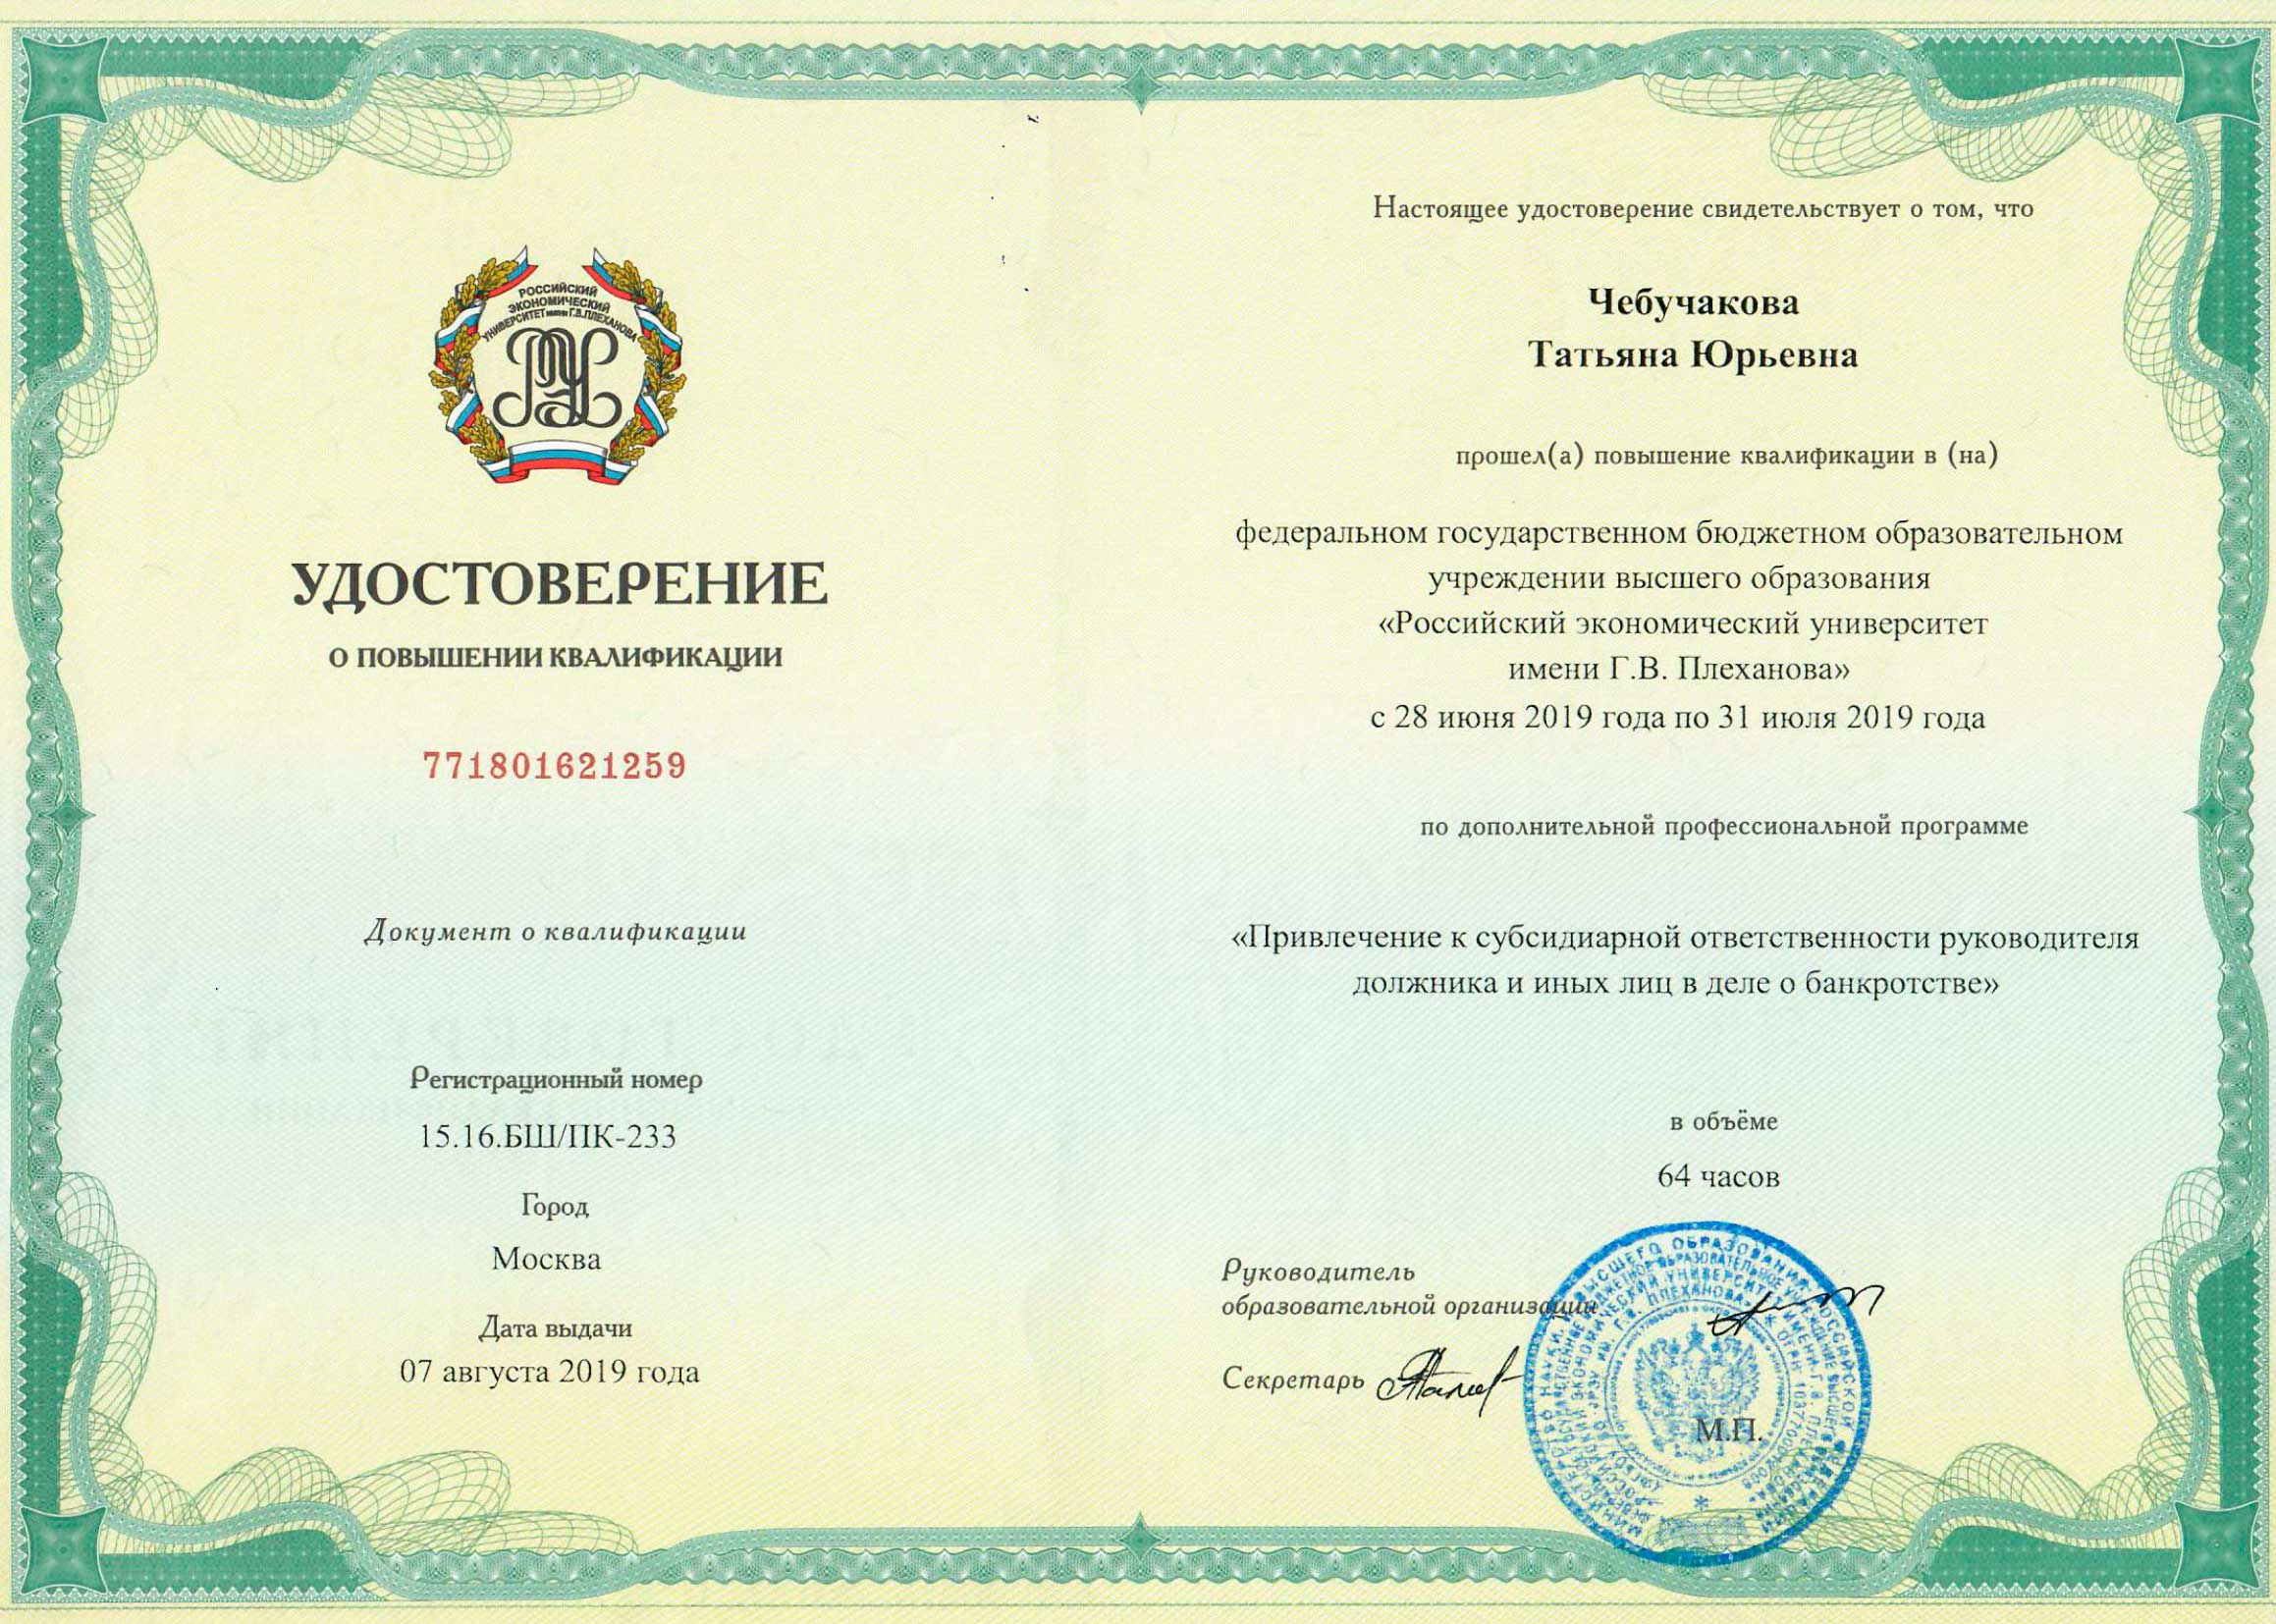 РОССИЙСКИЙ
ЭКОНОМИЧЕСКИЙ
УНИВЕРСИТЕТ ИМЕНИ Г.В.ПЛЕХАНОВА
УДОСТОВЕРЕНИЕ
О ПОВЫШЕНИИ КВАЛИФИКАЦИИ
771801621259
Документ о квалификации
Регистрационный номер
15.16.БШ/ПК-233
Город
Москва
Дата выдачи
07 августа 2019 года
Настоящее удостоверение свидетельствует о том, что
Чебучакова
Татьяна Юрьевна
прошел(а) повышение квалификации в (на)
федеральном государственном бюджетном образовательном
учреждении высшего образования
«Российский экономический университет
имени Г.В. Плеханова»
с 28 июня 2019 года по 31 июля 2019 года
по дополнительной профессиональной программе
«Привлечение к субсидиарной ответственности руководителя
должника и иных лиц в деле о банкротстве»
в объёме
64 часов
Руководитель
образовательной организации
Секретарь
М.П.